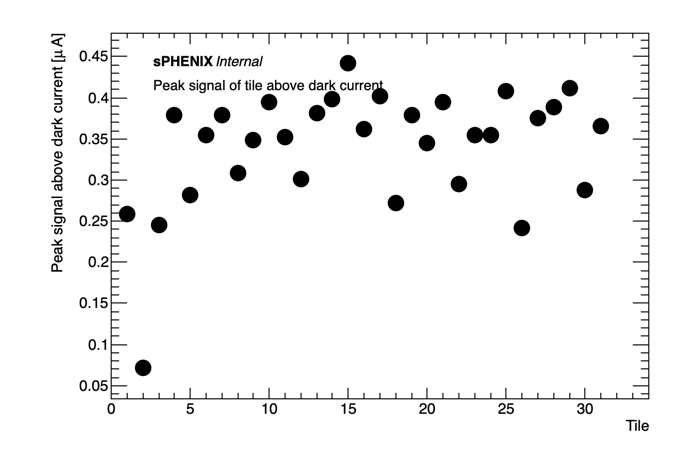 Peak signal above dark current [μA]
sPHENIX Internal
Peak signal of tile above dark current
0.45
0.4
0.35
0.3
0.25
0.2
0.15
0.1
0.05
0 5 10 15 20 25 30
Tile